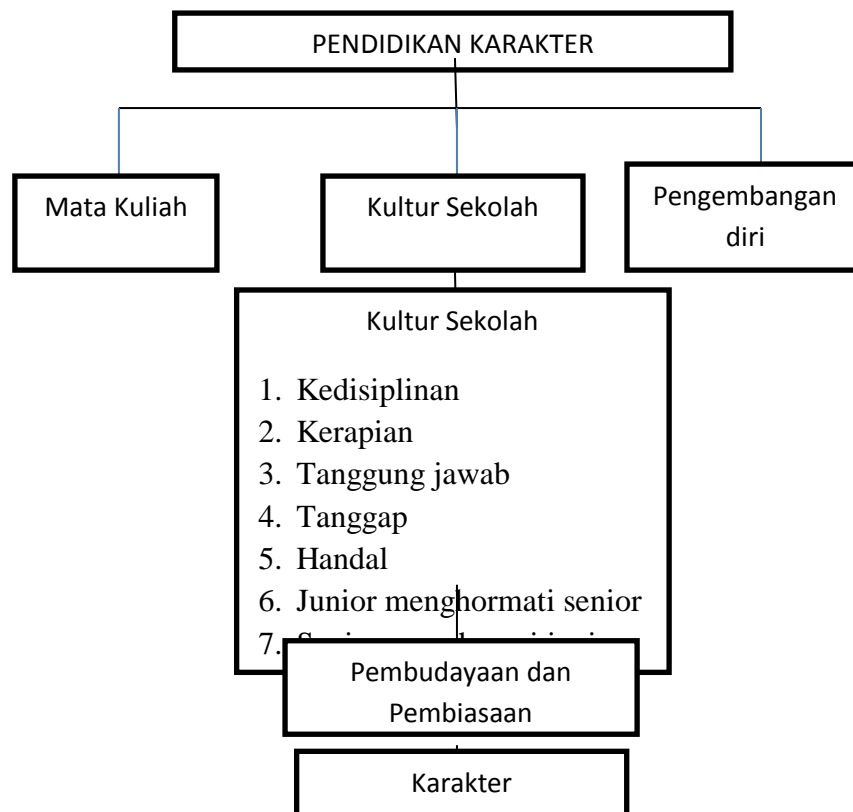 PENDIDIKAN KARAKTER
Mata Kuliah
Kultur Sekolah
Pengembangan
diri
Kultur Sekolah
1. Kedisiplinan
2. Kerapian
3. Tanggung jawab
4. Tanggap
5. Handal
6. Junior menghormati senior
7.
Pembudayaan dan
Pembiasaan
Karakter